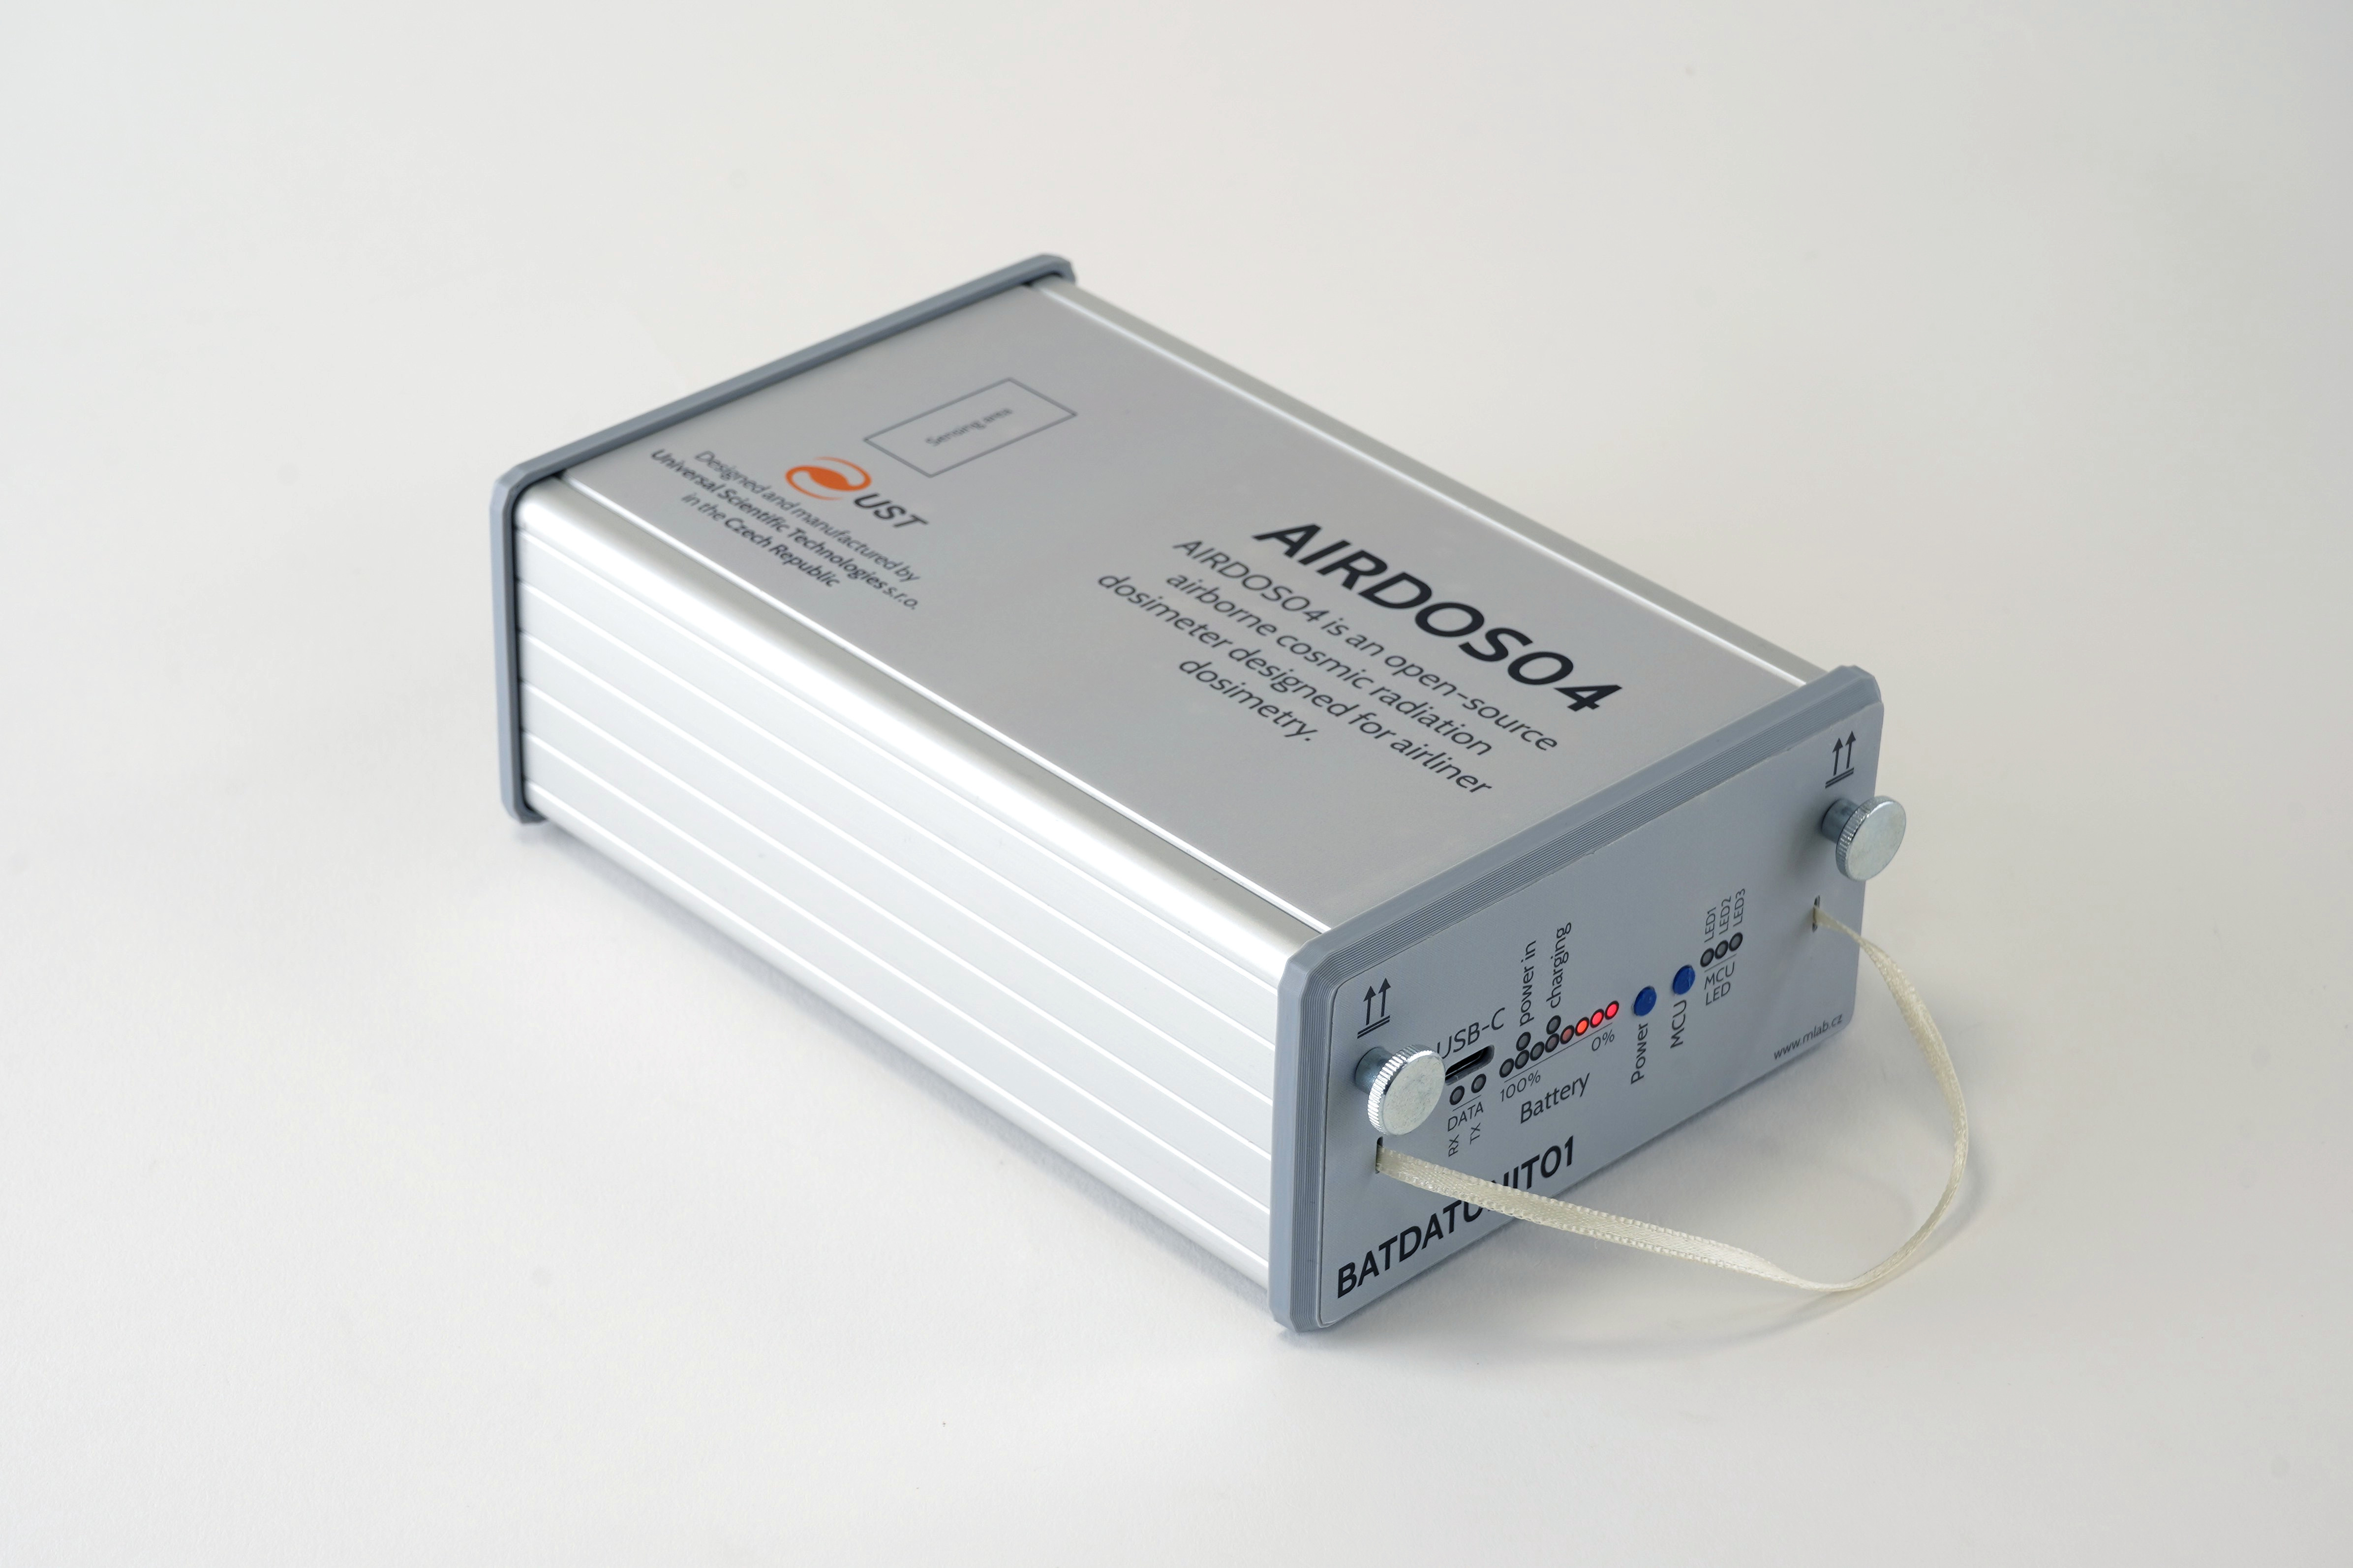 Sensing area
UST
Designed and manufactured by
Universal Scientific Technologies s.r.o.
in the Czech Republic
AIRDOS04
AIRDOS04 is an open-source
airborne cosmic radiation
dosimeter designed for airliner
dosimetry.
USB-C
power in
charging
DATA
RX
TX
100%
0%
Battery
Power
MCU
LED1
LED2
LED3
MCU
LED
www.mlab.cz